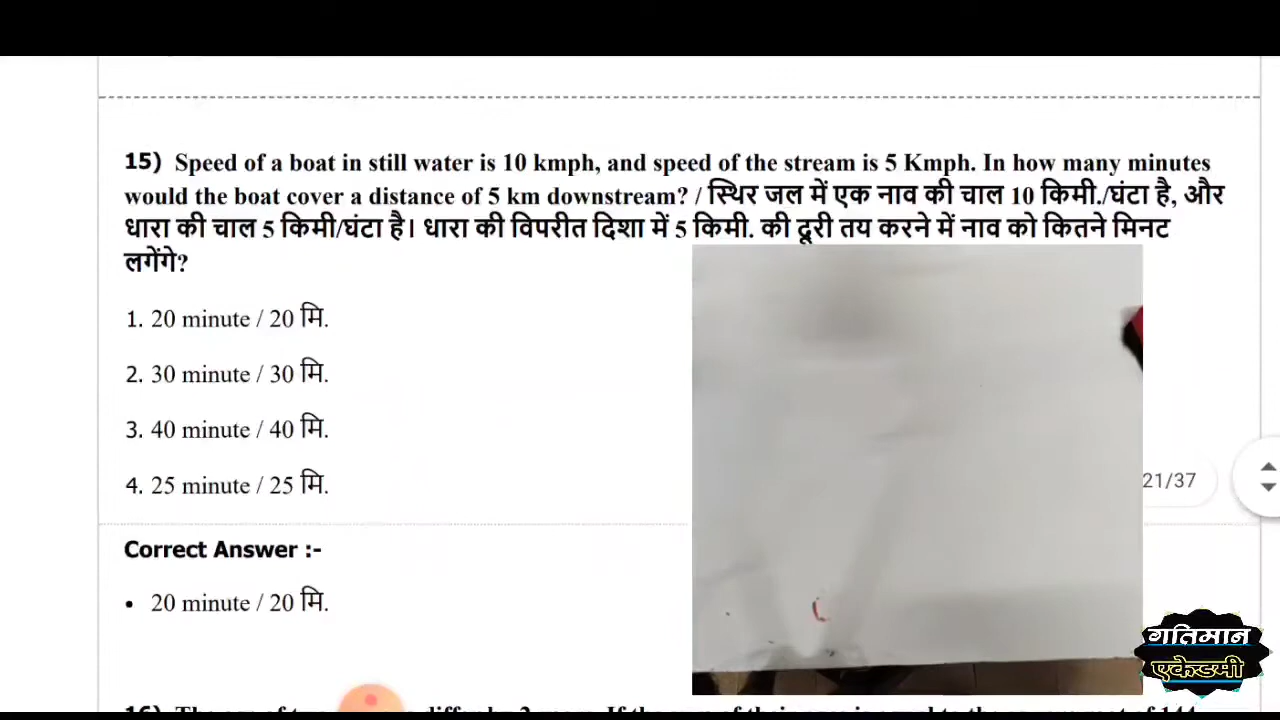 15) Speed of a boat in still water is 10 kmph, and speed of the stream is 5 Kmph. In how many minutes
would the boat cover a distance of 5 km downstream? / स्थिर जल में एक नाव की चाल 10 किमी./घंटा है, और
धारा की चाल 5 किमी/घंटा है। धारा की विपरीत दिशा में 5 किमी. की दूरी तय करने में नाव को कितने मिनट
लगेंगे?
1. 20 minute / 20 मि.
2. 30 minute / 30 मि.
3. 40 minute / 40 मि.
4. 25 minute / 25 मि.
21/37
Correct Answer :-
• 20 minute / 20 मि.
गतिमान
एकेडमी